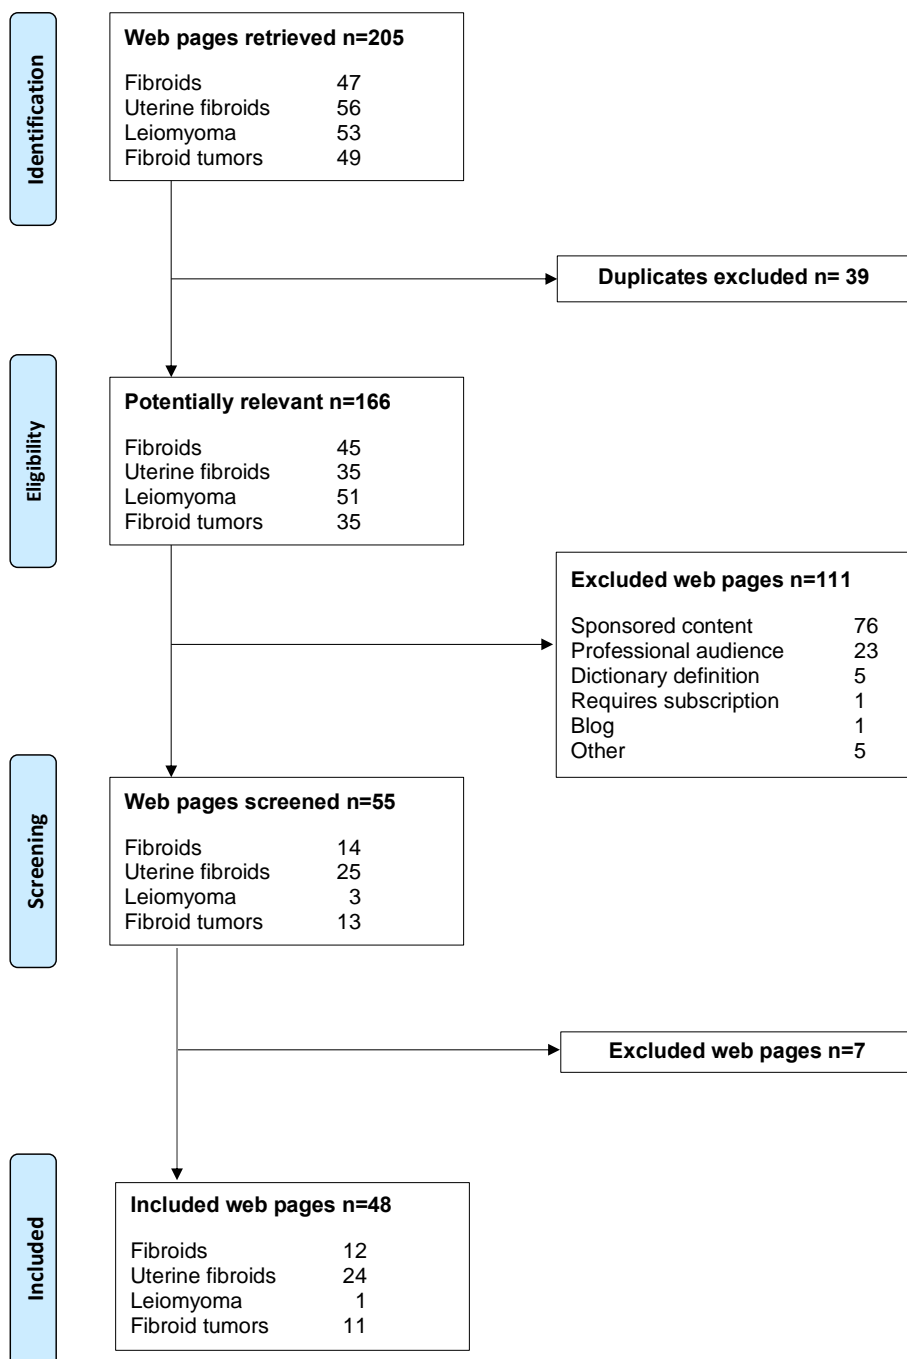 Identification
Web pages retrieved n=205
Fibroids 47
Uterine fibroids 56
Leiomyoma 53
Fibroid tumors 49
Duplicates excluded n= 39
Eligibility
Potentially relevant n=166
Fibroids 45
Uterine fibroids 35
Leiomyoma 51
Fibroid tumors 35
Excluded web pages n=111
Sponsored content 76
Professional audience 23
Dictionary definition 5
Requires subscription 1
Blog 1
Other 5
Screening
Web pages screened n=55
Fibroids 14
Uterine fibroids 25
Leiomyoma 3
Fibroid tumors 13
Excluded web pages n=7
Included
Included web pages n=48
Fibroids 12
Uterine fibroids 24
Leiomyoma 1
Fibroid tumors 11